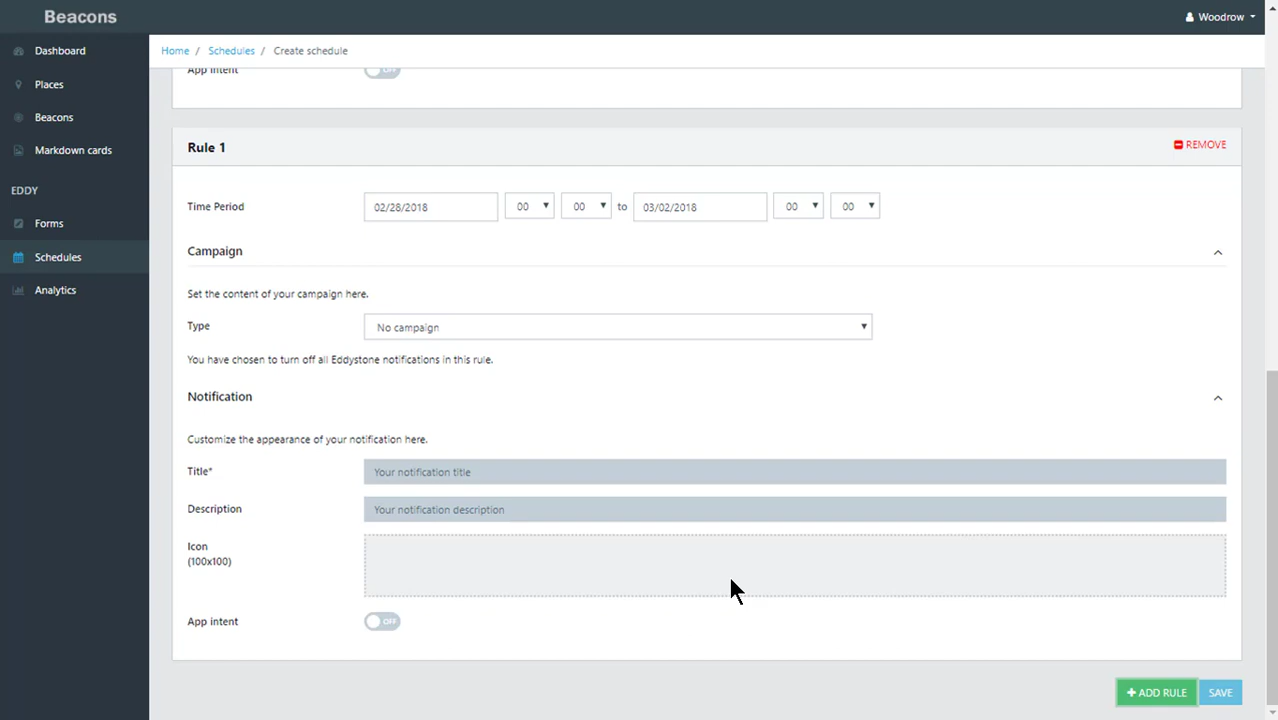 Beacons
Woodrow
Dashboard
Home / Schedules / Create schedule
App intent OFF
Places
Beacons
Markdown cards
EDDY
Forms
Schedules
Analytics
Rule 1
REMOVE
Time Period 02/28/2018 00 00 to 03/02/2018 00 00
Campaign
Set the content of your campaign here.
Type No campaign
You have chosen to turn off all Eddystone notifications in this rule.
Notification
Customize the appearance of your notification here.
Title* Your notification title
Description Your notification description
Icon
(100x100)
App intent OFF
+ ADD RULE SAVE